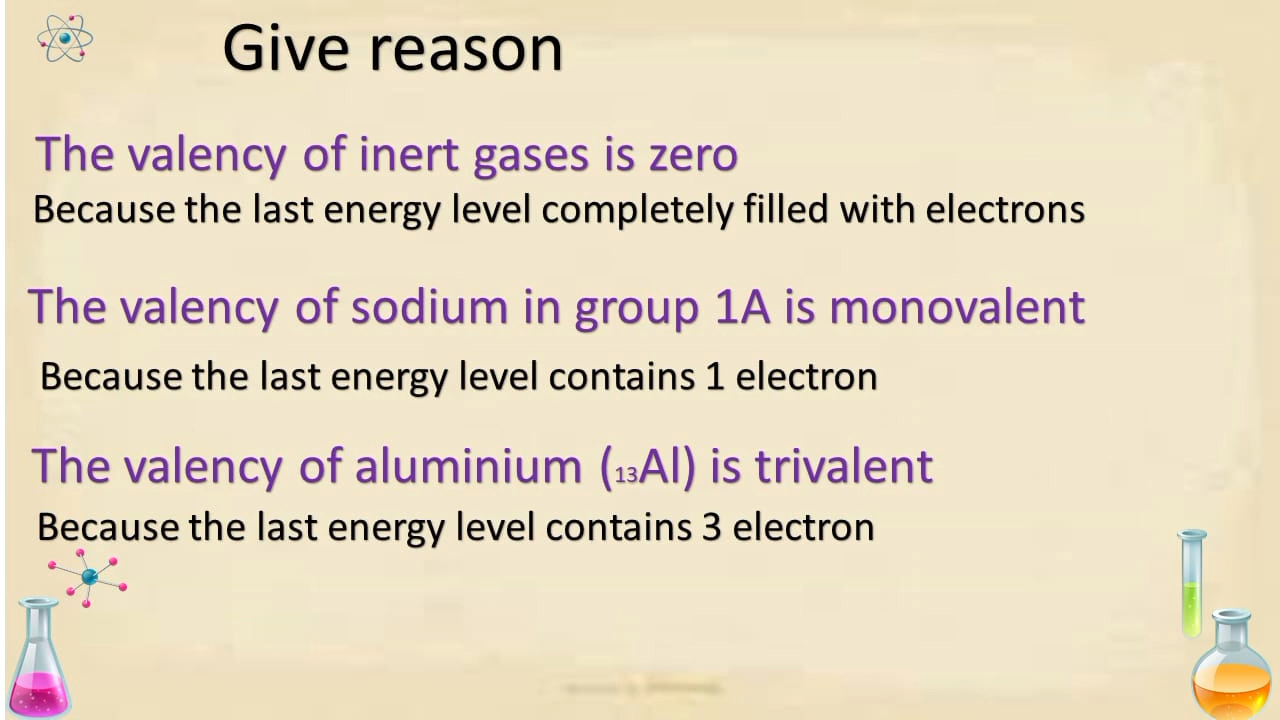 Give reason
The valency of inert gases is zero
Because the last energy level completely filled with electrons
The valency of sodium in group 1A is monovalent
Because the last energy level contains 1 electron
The valency of aluminium (₁₃Al) is trivalent
Because the last energy level contains 3 electron